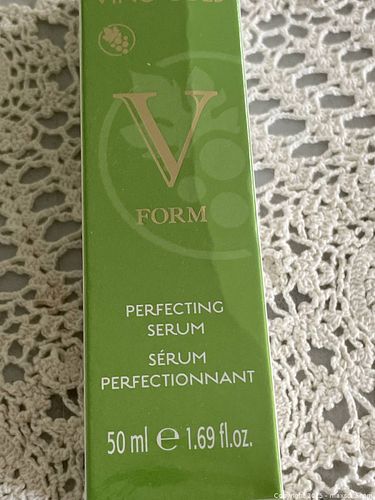 V
FORM
PERFECTING
SERUM
SÉRUM
PERFECTIONNANT
50 ml ℮ 1.69 fl.oz.